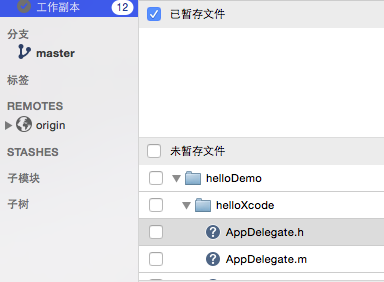 工作副本 12
分支
master
标签
REMOTES
origin
STASHES
子模块
子树
已暂存文件
未暂存文件
helloDemo
helloXcode
AppDelegate.h
AppDelegate.m